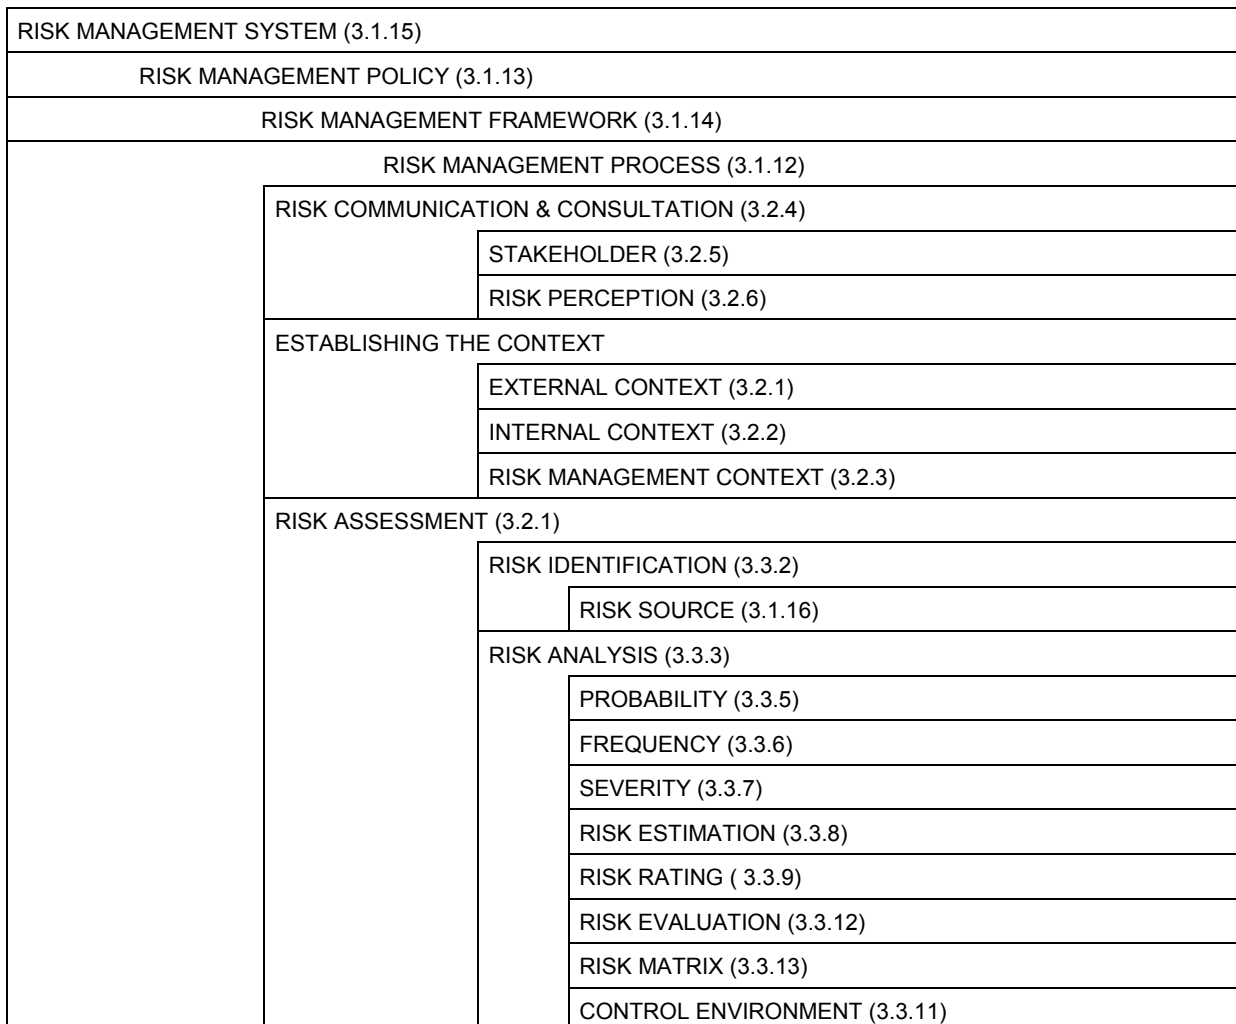 RISK MANAGEMENT SYSTEM (3.1.15)
RISK MANAGEMENT POLICY (3.1.13)
RISK MANAGEMENT FRAMEWORK (3.1.14)
RISK MANAGEMENT PROCESS (3.1.12)
RISK COMMUNICATION & CONSULTATION (3.2.4)
STAKEHOLDER (3.2.5)
RISK PERCEPTION (3.2.6)
ESTABLISHING THE CONTEXT
EXTERNAL CONTEXT (3.2.1)
INTERNAL CONTEXT (3.2.2)
RISK MANAGEMENT CONTEXT (3.2.3)
RISK ASSESSMENT (3.2.1)
RISK IDENTIFICATION (3.3.2)
RISK SOURCE (3.1.16)
RISK ANALYSIS (3.3.3)
PROBABILITY (3.3.5)
FREQUENCY (3.3.6)
SEVERITY (3.3.7)
RISK ESTIMATION (3.3.8)
RISK RATING ( 3.3.9)
RISK EVALUATION (3.3.12)
RISK MATRIX (3.3.13)
CONTROL ENVIRONMENT (3.3.11)